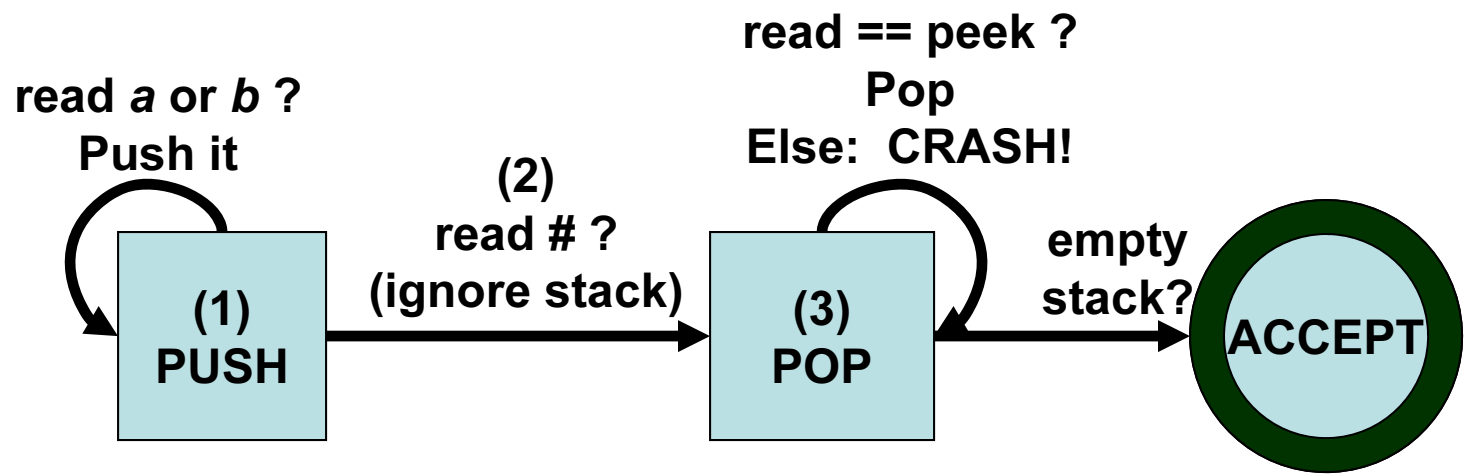 read a or b ?
Push it
(1)
PUSH
(2)
read # ?
(ignore stack)
read == peek ?
Pop
Else: CRASH!
(3)
POP
empty
stack?
ACCEPT